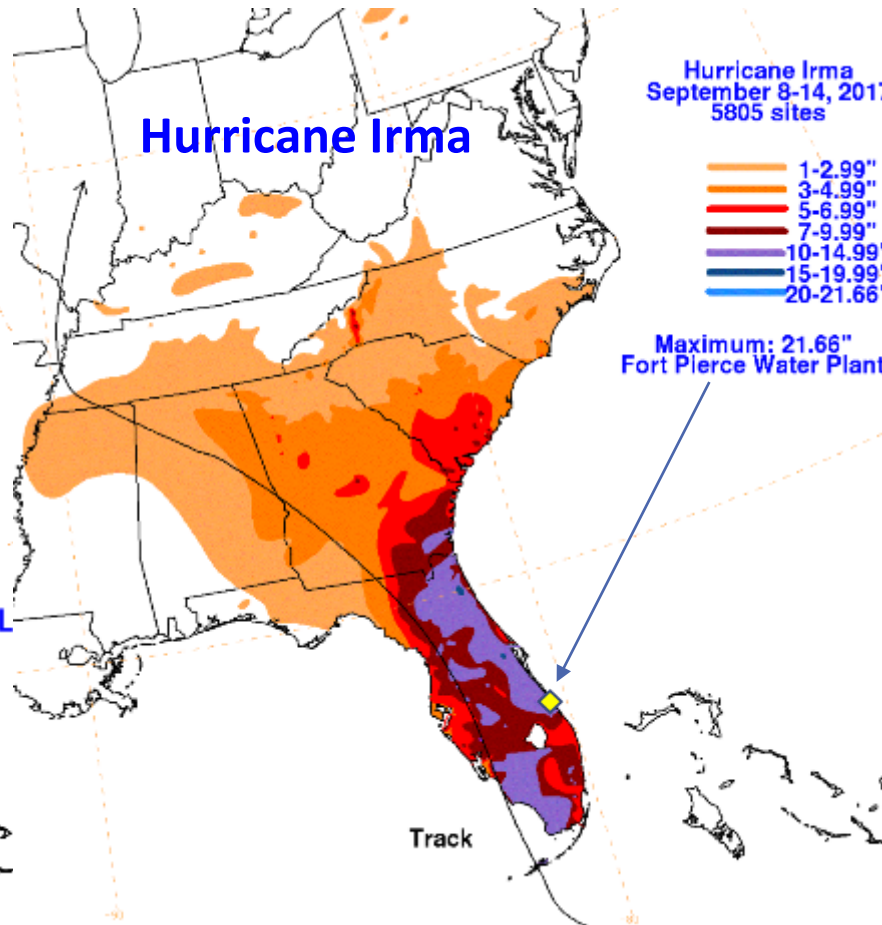 Hurricane Irma
Hurricane Irma
September 8-14, 2017
5805 sites
1-2.99"
3-4.99"
5-6.99"
7-9.99"
10-14.99"
15-19.99"
20-21.66"
Maximum: 21.66"
Fort Pierce Water Plant
L
Track
-90
-80